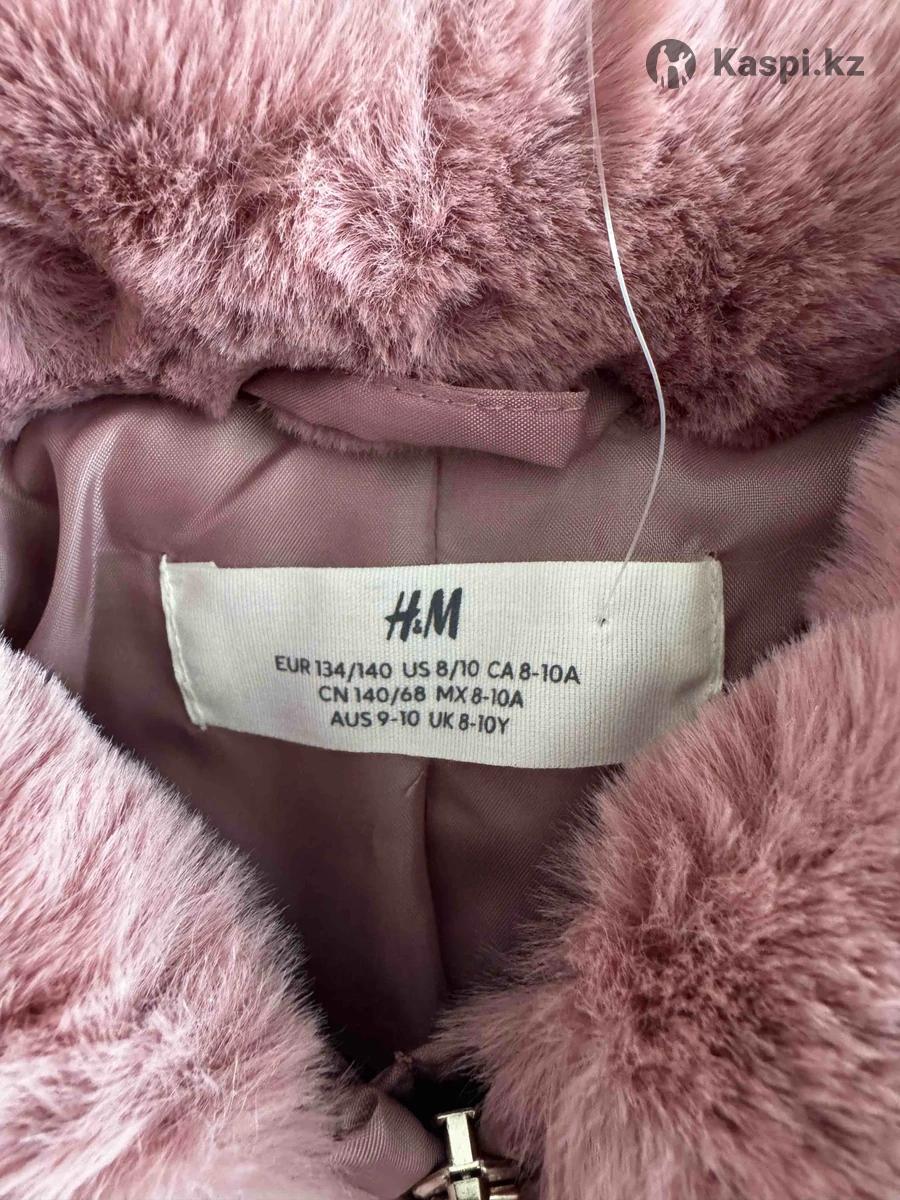 Kaspi.kz
H&M
EUR 134/140 US 8/10 CA 8-10A
CN 140/68 MX 8-10A
AUS 9-10 UK 8-10Y